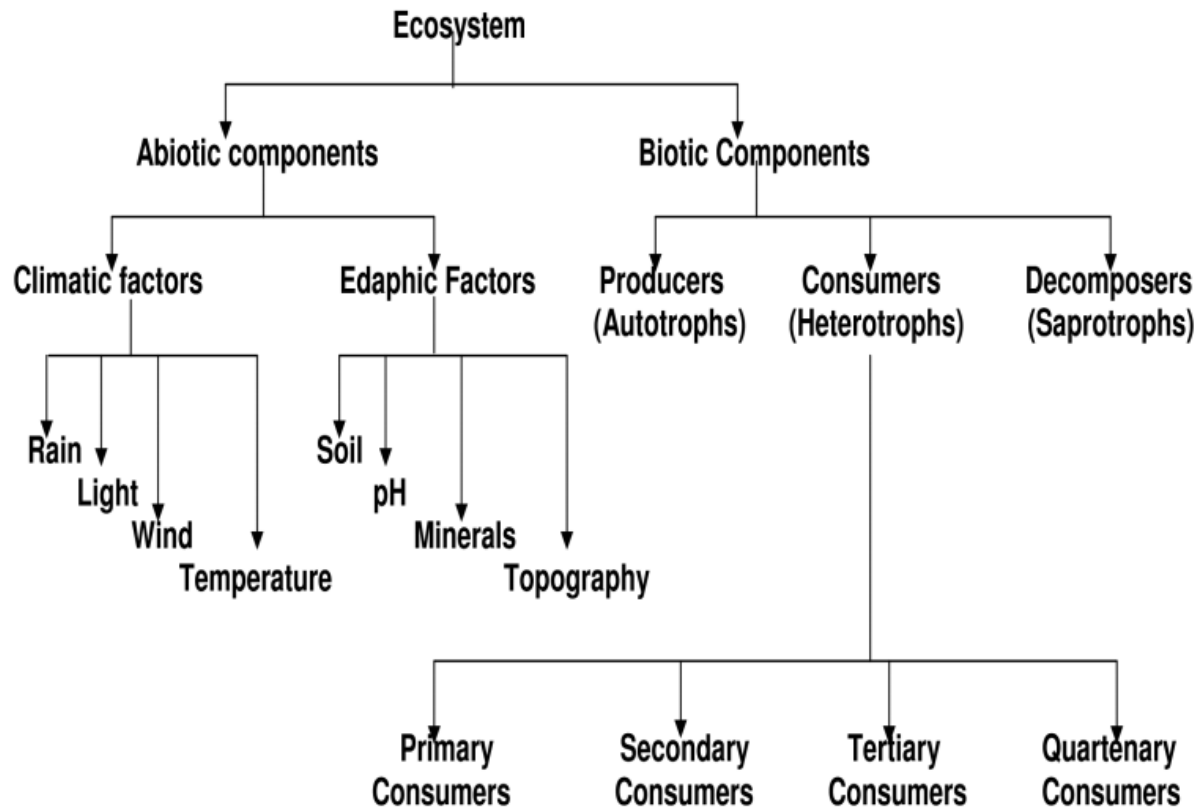 Ecosystem
Abiotic components
Biotic Components
Climatic factors
Edaphic Factors
Producers
(Autotrophs)
Consumers
(Heterotrophs)
Decomposers
(Saprotrophs)
Rain
Light
Wind
Temperature
Soil
pH
Minerals
Topography
Primary
Consumers
Secondary
Consumers
Tertiary
Consumers
Quartenary
Consumers